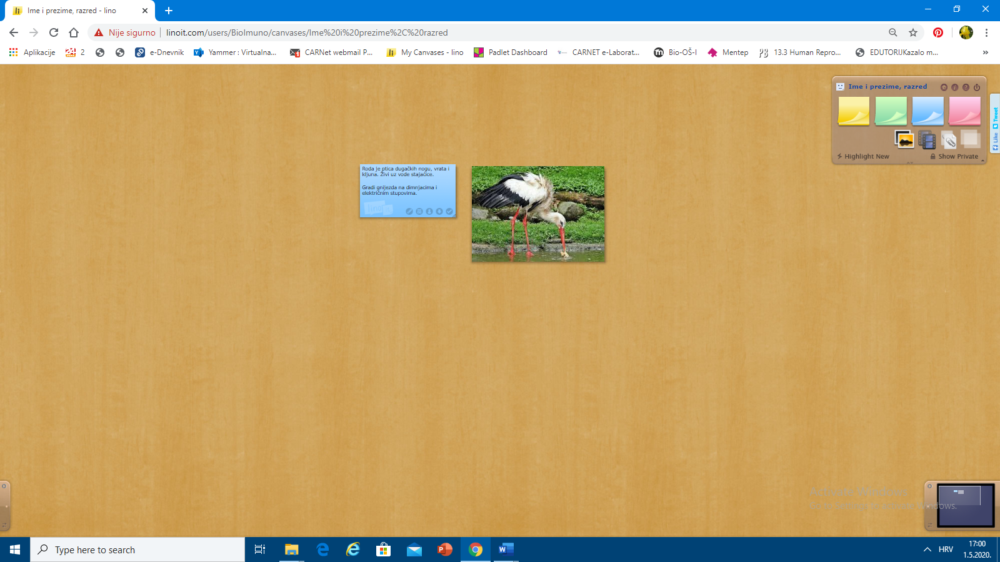 Ime i prezime, razred - lino
Nije sigurno
linoit.com/users/BioImuno/canvases/Ime%20i%20prezime%2C%20razred
Aplikacije
2
e-Dnevnik
Yammer : Virtualna...
CARNet webmail P...
My Canvases - lino
Padlet Dashboard
CARNET e-Laborat...
Bio-OŠ-I
Mentep
13.3 Human Repro...
EDUTORIJKazalo m...
»
Ime i prezime, razred
Highlight New
Show Private
Tweet
Like
Roda je ptica dugačkih nogu, vrata i
kljuna. Živi uz vode stajaćice.
Gradi gnijezda na dimnjacima i
električnim stupovima.
lino
Activate Windows
Go to Settings to activate Windows.
Type here to search
HRV
17:00
1.5.2020.